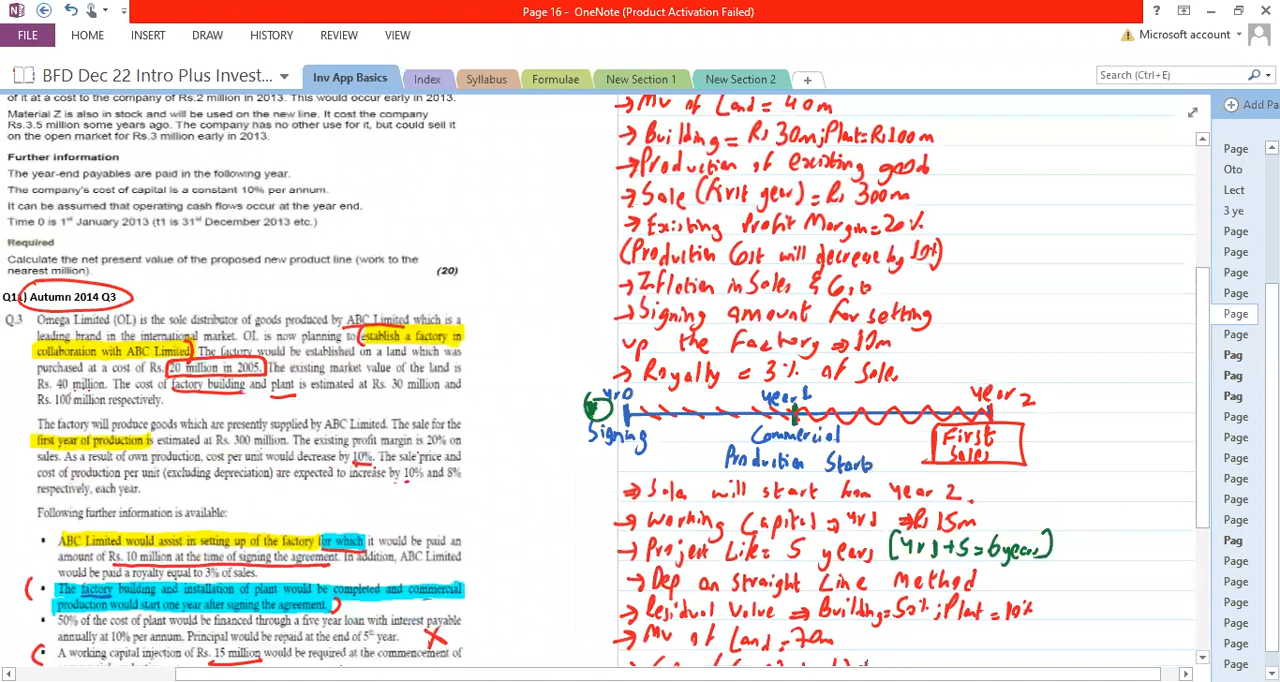 Page 16 - OneNote (Product Activation Failed)
FILE HOME INSERT DRAW HISTORY REVIEW VIEW Microsoft account
BFD Dec 22 Intro Plus Invest... Inv App Basics Index Syllabus Formulae New Section 1 New Section 2 Search (Ctrl+E)
of it at a cost to the company of Rs.2 million in 2013. This would occur early in 2013.
Material Z is also in stock and will be used on the new line. It cost the company
Rs.3.5 million some years ago. The company has no other use for it, but could sell it
on the open market for Rs.3 million early in 2013.
Further information
The year-end payables are paid in the following year.
The company's cost of capital is a constant 10% per annum.
It can be assumed that operating cash flows occur at the year end.
Time 0 is 1st January 2013 (t1 is 31st December 2013 etc.)
Required
Calculate the net present value of the proposed new product line (work to the
nearest million). (20)
Q11) Autumn 2014 Q3
Q.3 Omega Limited (OL) is the sole distributor of goods produced by ABC Limited which is a
leading brand in the international market. OL is now planning to establish a factory in
collaboration with ABC Limited. The factory would be established on a land which was
purchased at a cost of Rs. 20 million in 2005. The existing market value of the land is
Rs. 40 million. The cost of factory building and plant is estimated at Rs. 30 million and
Rs. 100 million respectively.
The factory will produce goods which are presently supplied by ABC Limited. The sale for the
first year of production is estimated at Rs. 300 million. The existing profit margin is 20% on
sales. As a result of own production, cost per unit would decrease by 10%. The sale price and
cost of production per unit (excluding depreciation) are expected to increase by 10% and 8%
respectively, each year.
Following further information is available:
• ABC Limited would assist in setting up of the factory for which it would be paid an
amount of Rs. 10 million at the time of signing the agreement. In addition, ABC Limited
would be paid a royalty equal to 3% of sales.
• The factory building and installation of plant would be completed and commercial
production would start one year after signing the agreement.
• 50% of the cost of plant would be financed through a five year loan with interest payable
annually at 10% per annum. Principal would be repaid at the end of 5th year.
• A working capital injection of Rs. 15 million would be required at the commencement of
→ Mv of Land = 40m
→ Building = Rs 30m; Plant = Rs 100m
→ Production of existing good
→ Sale (first year) = Rs 300m
→ Existing Profit Margin = 20%
(Production Cost will decrease by 10%)
→ Inflation in Sales &
→ Signing amount for setting
up the Factory ⇒ 10m
→ Royalty = 3% of Sales
yr0 year 1 year 2
Signing Commercial First
Production Starts Sales
⇒ Sales will start from year 2.
→ Working Capital ⇒ yr1 ⇒ Rs 15m
→ Project Life = 5 years (yr1+5=6years)
→ Dep on Straight Line Method
→ Residual Value ⇒ Building = 50%; Plant = 10%
→ Mv of Land = 70m
Add Pa
Page
Oto
Lect
3 ye
Page
Page
Page
Page
Page
Page
Pag
Pag
Page
Pag
Page
Page
Page
Page
Page
Pag
Page
Page
Page
Page
Page
Page